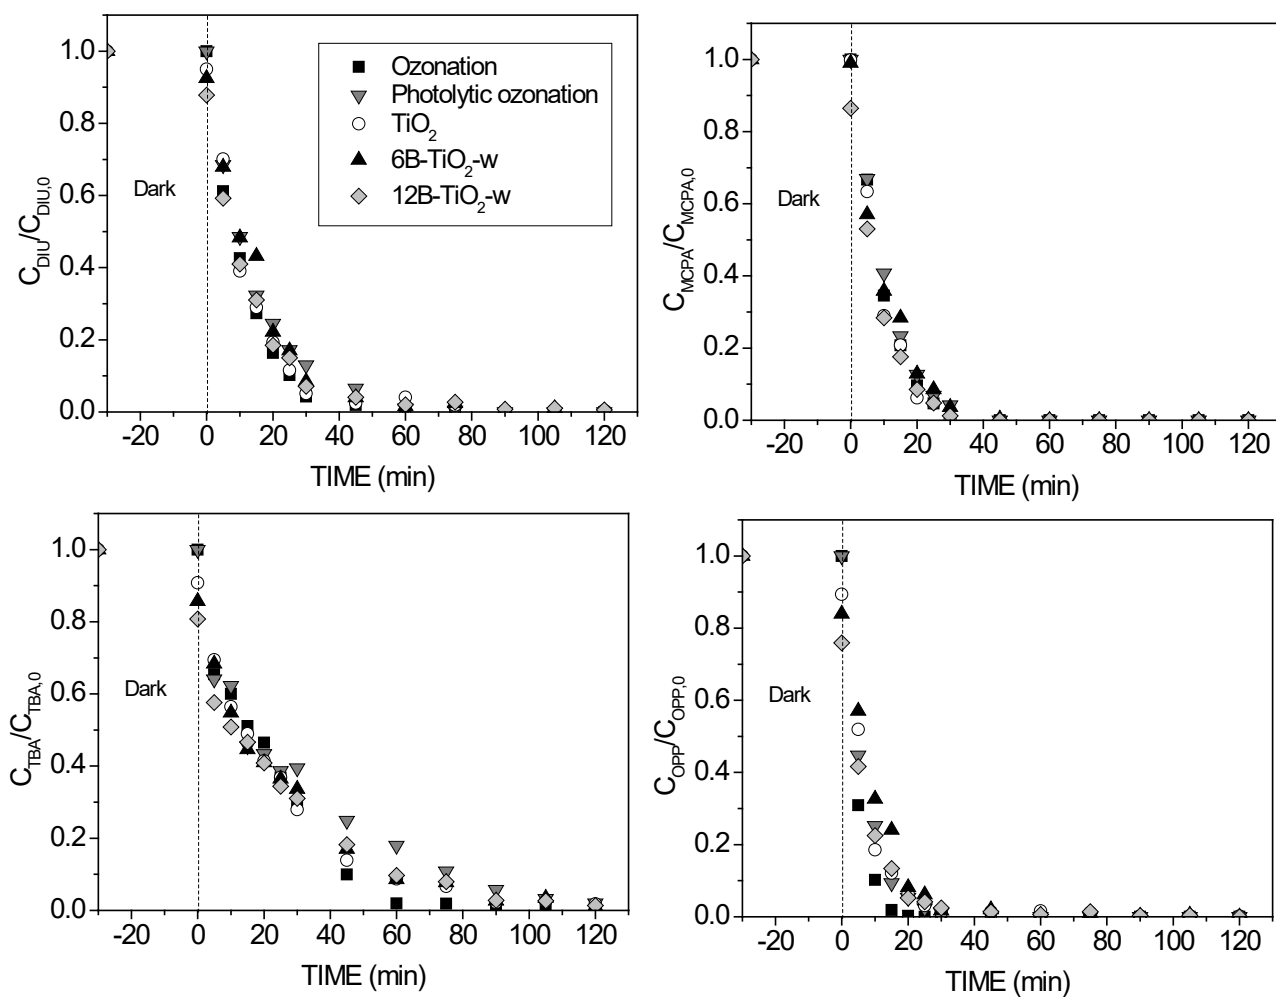 1.0
0.8
0.6
0.4
0.2
0.0
C_DIU/C_DIU,0
Dark
Ozonation
Photolytic ozonation
TiO₂
6B-TiO₂-w
12B-TiO₂-w
-20 0 20 40 60 80 100 120
TIME (min)
1.0
0.8
0.6
0.4
0.2
0.0
C_MCPA/C_MCPA,0
Dark
-20 0 20 40 60 80 100 120
TIME (min)
1.0
0.8
0.6
0.4
0.2
0.0
C_TBA/C_TBA,0
Dark
-20 0 20 40 60 80 100 120
TIME (min)
1.0
0.8
0.6
0.4
0.2
0.0
C_OPP/C_OPP,0
Dark
-20 0 20 40 60 80 100 120
TIME (min)